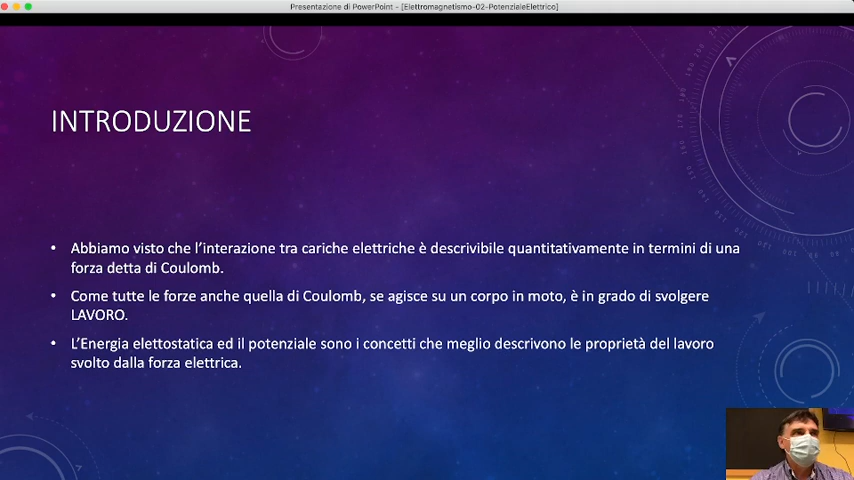 Presentazione di PowerPoint - [Elettromagnetismo-02-PotenzialeElettrico]
INTRODUZIONE
• Abbiamo visto che l'interazione tra cariche elettriche è descrivibile quantitativamente in termini di una
forza detta di Coulomb.
• Come tutte le forze anche quella di Coulomb, se agisce su un corpo in moto, è in grado di svolgere
LAVORO.
• L'Energia elettostatica ed il potenziale sono i concetti che meglio descrivono le proprietà del lavoro
svolto dalla forza elettrica.